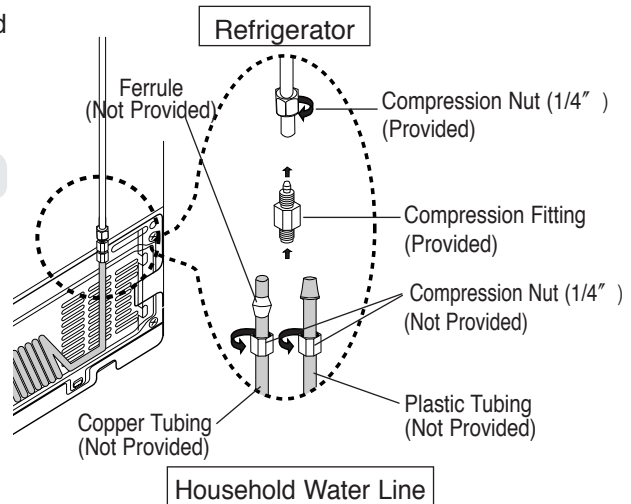 d
Refrigerator
Ferrule
(Not Provided)
Compression Nut (1/4″ )
(Provided)
Compression Fitting
(Provided)
Compression Nut (1/4″ )
(Not Provided)
Copper Tubing
(Not Provided)
Plastic Tubing
(Not Provided)
Household Water Line